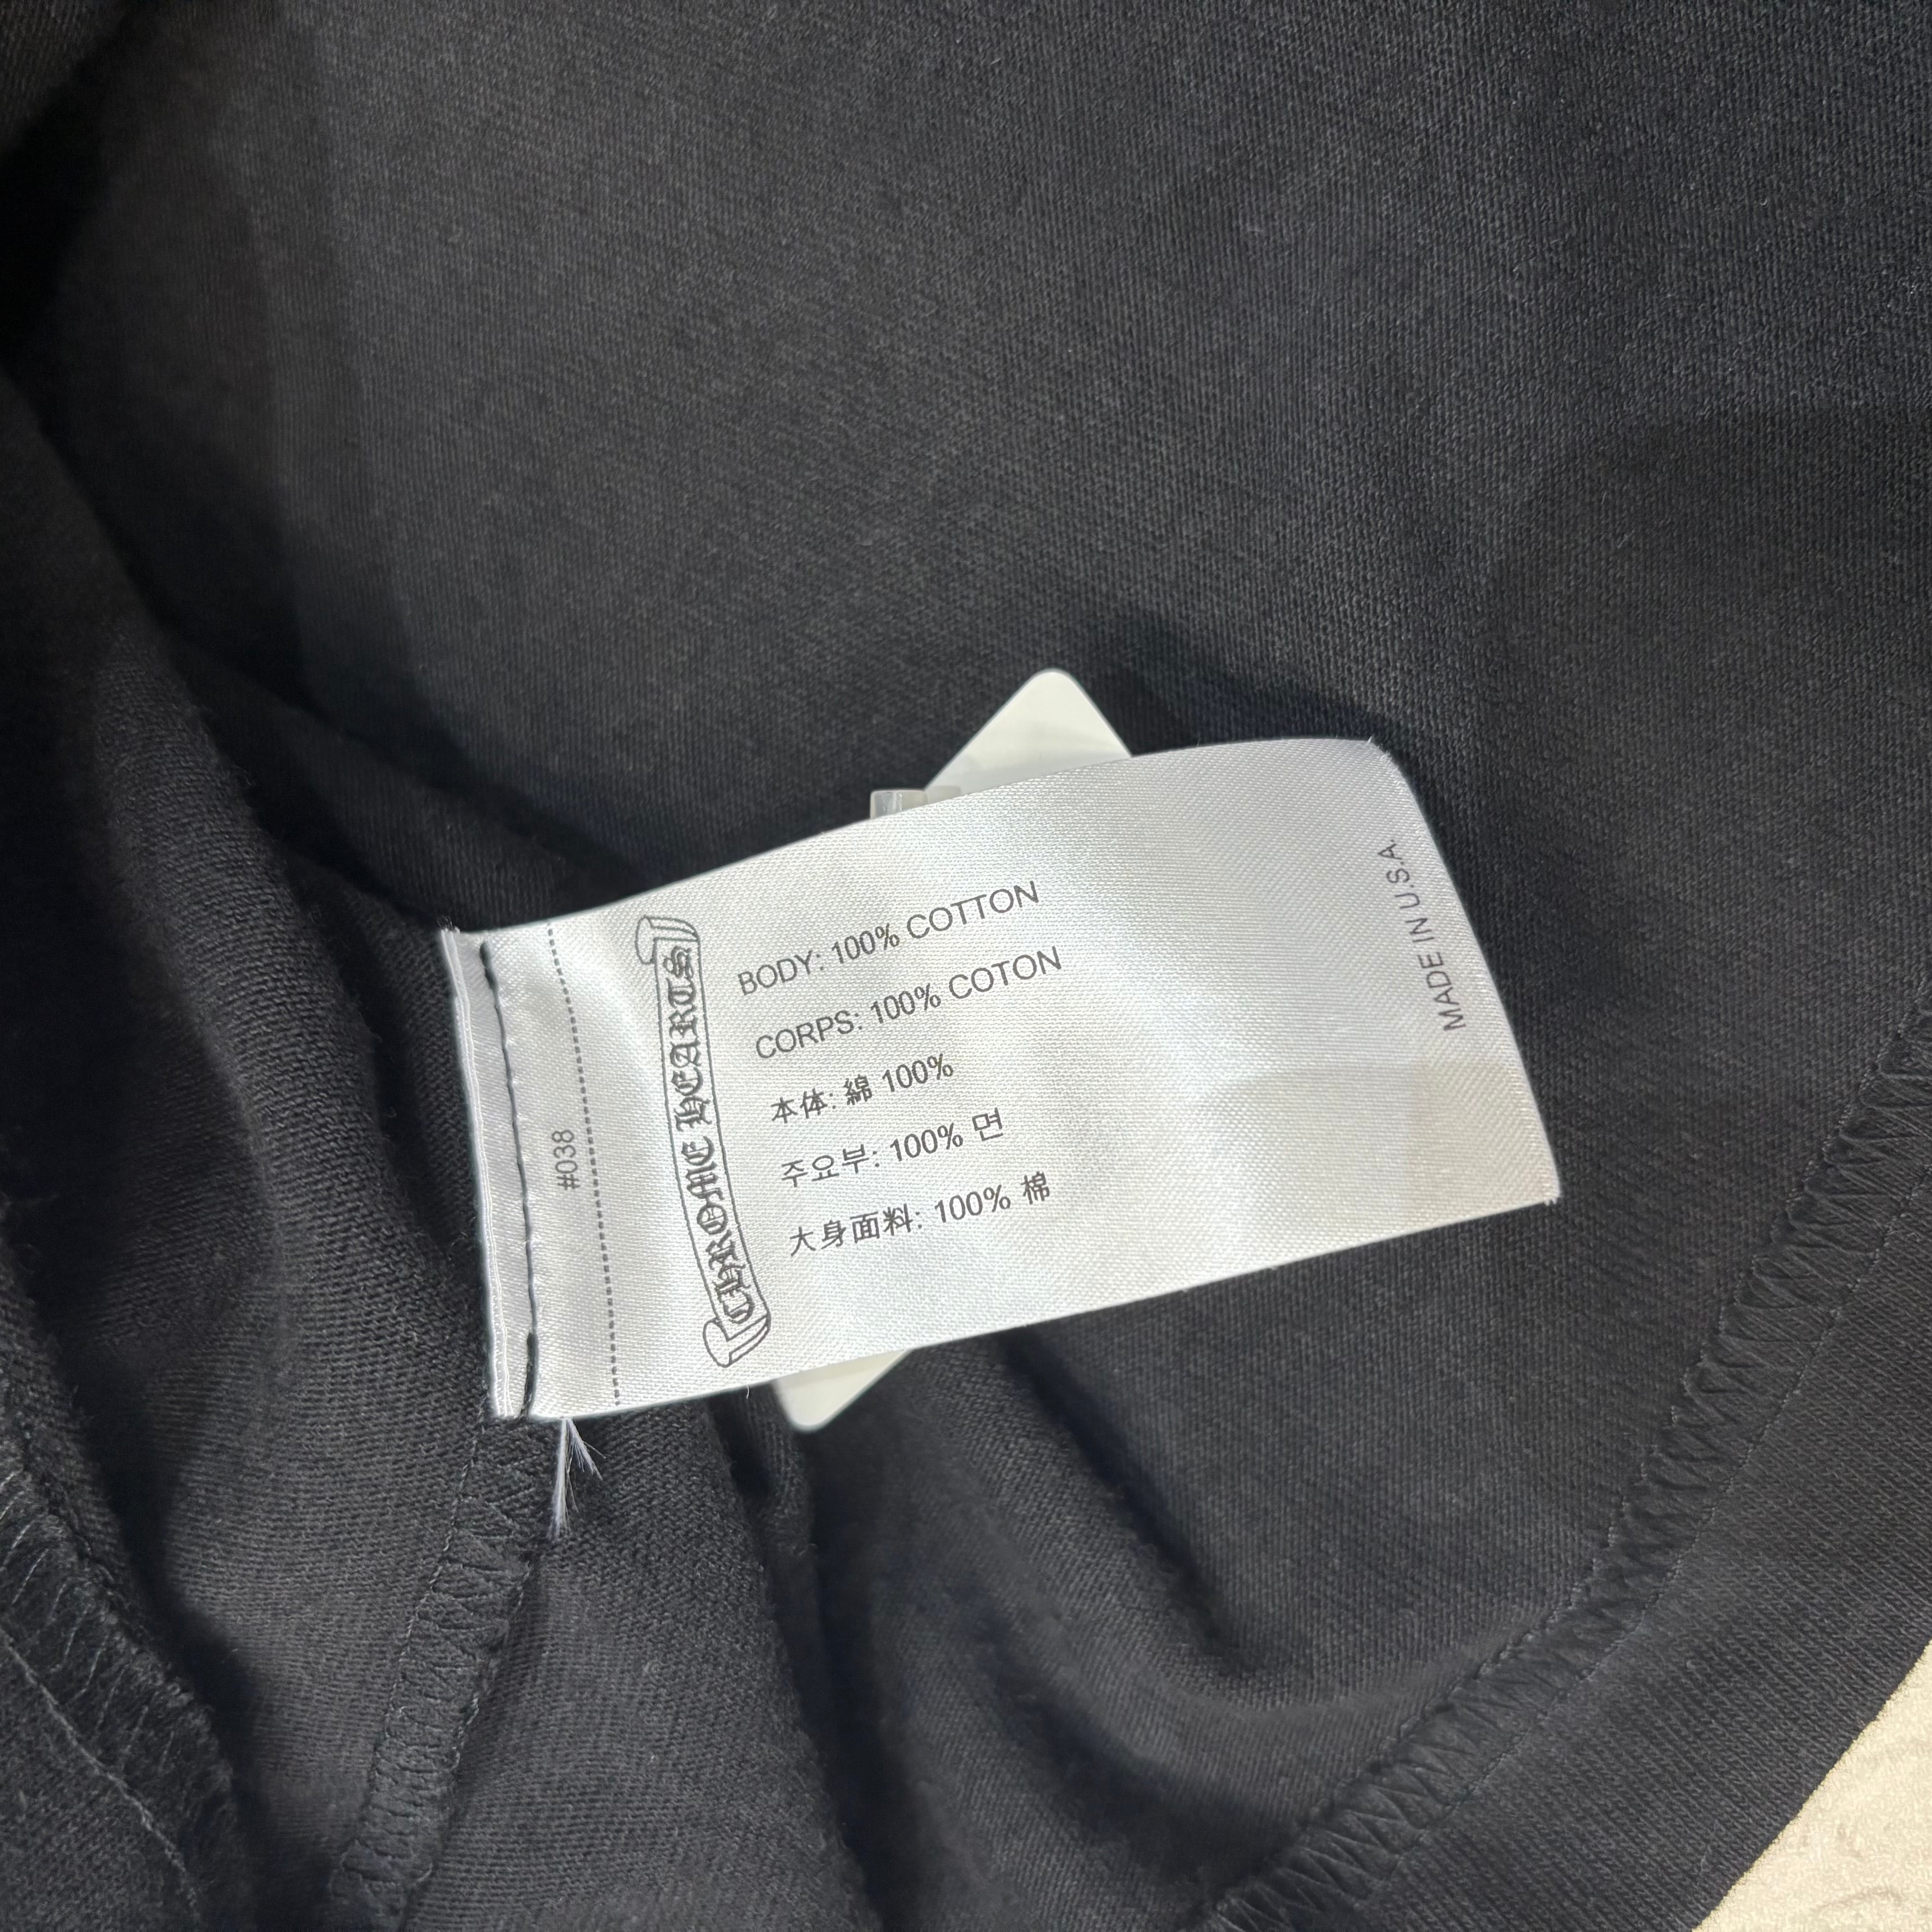 #038
CHROME HEARTS
BODY: 100% COTTON
CORPS: 100% COTON
本体: 綿 100%
주요부: 100% 면
大身面料: 100% 棉
MADE IN U.S.A.